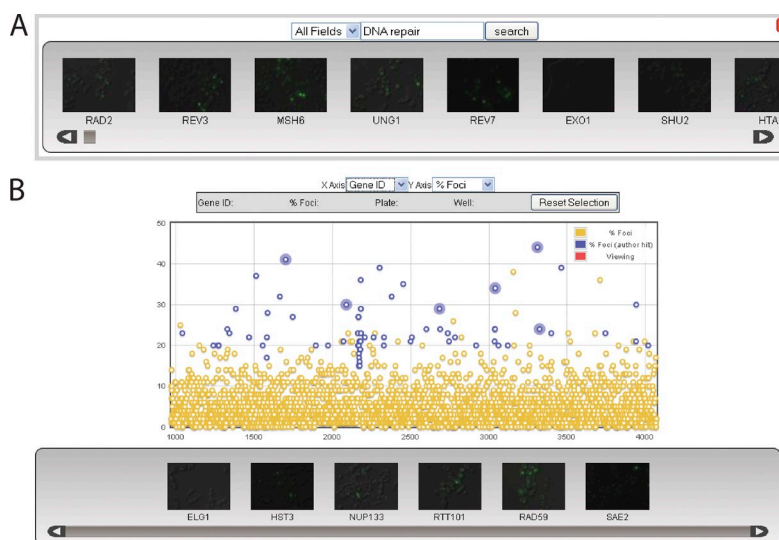 A
All Fields DNA repair search
RAD2 REV3 MSH6 UNG1 REV7 EXO1 SHU2 HTA
B
X Axis Gene ID Y Axis % Foci
Gene ID: % Foci: Plate: Well: Reset Selection
50
% Foci
% Foci (author hit)
Viewing
40
30
20
10
0
1000 1500 2000 2500 3000 3500 4000
ELG1 HST3 NUP133 RTT101 RAD59 SAE2